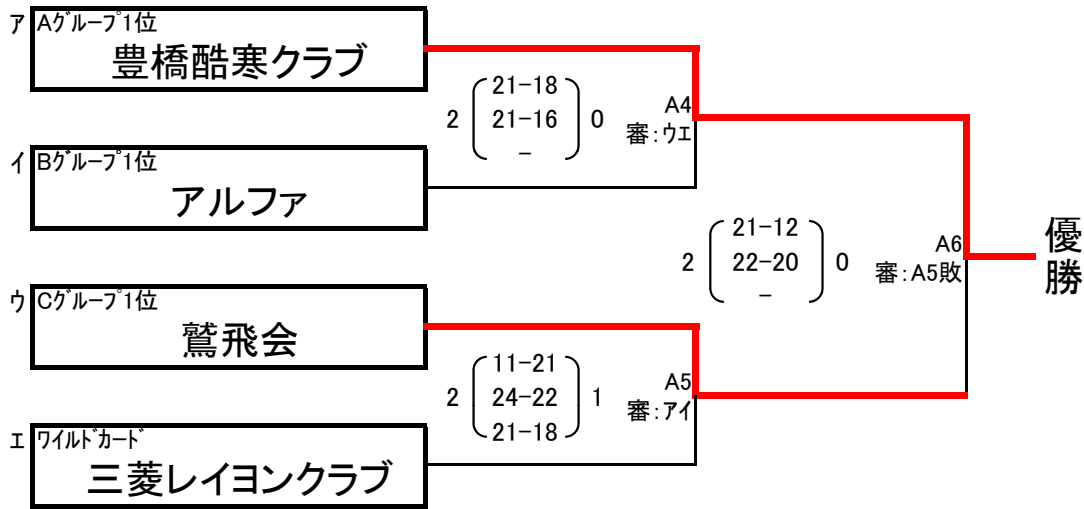 ア Aｸﾞﾙｰﾌﾟ1位
豊橋酷寒クラブ
2 21-18 0
21-16
-
A4
審：ｳｴ
イ Bｸﾞﾙｰﾌﾟ1位
アルファ
2 21-12 0
22-20
-
A6
審：A5敗
優勝
ウ Cｸﾞﾙｰﾌﾟ1位
鷲飛会
2 11-21 1
24-22
21-18
A5
審：ｱｲ
エ ﾜｲﾙﾄﾞｶｰﾄﾞ
三菱レイヨンクラブ